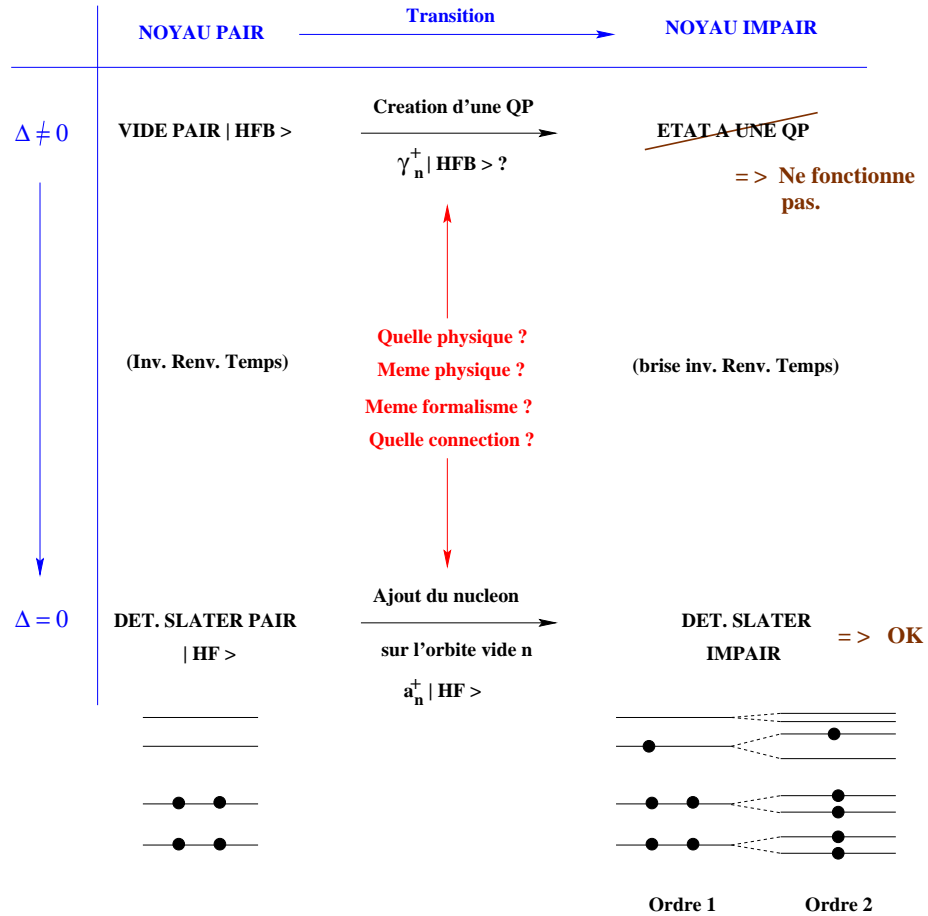 NOYAU PAIR
Transition
NOYAU IMPAIR
Δ ≠ 0
VIDE PAIR | HFB >
Creation d'une QP
γ_n^+ | HFB > ?
ETAT A UNE QP
= > Ne fonctionne
pas.
(Inv. Renv. Temps)
Quelle physique ?
Meme physique ?
Meme formalisme ?
Quelle connection ?
(brise inv. Renv. Temps)
Δ = 0
DET. SLATER PAIR
| HF >
Ajout du nucleon
sur l'orbite vide n
a_n^+ | HF >
DET. SLATER
IMPAIR
= > OK
Ordre 1
Ordre 2